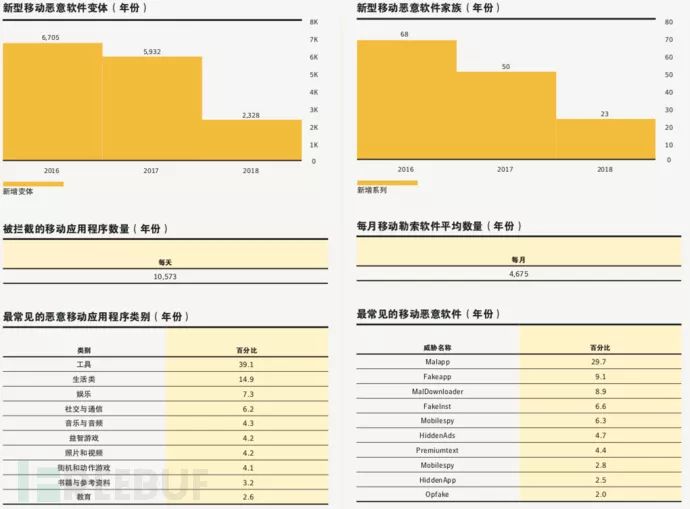 新型移动恶意软件变体（年份）
8K
7K
6K
5K
4K
3K
2K
1K
0
6,705
5,932
2,328
2016
2017
2018
新增变体
新型移动恶意软件家族（年份）
80
70
60
50
40
30
20
10
0
68
50
23
2016
2017
2018
新增系列
被拦截的移动应用程序数量（年份）
每天
10,573
每月移动勒索软件平均数量（年份）
每月
4,675
最常见的恶意移动应用程序类别（年份）
类别 百分比
工具 39.1
生活类 14.9
娱乐 7.3
社交与通信 6.2
音乐与音频 4.3
益智游戏 4.2
照片和视频 4.2
街机和动作游戏 4.1
书籍与参考资料 3.2
教育 2.6
最常见的移动恶意软件（年份）
威胁名称 百分比
Malapp 29.7
Fakeapp 9.1
MalDownloader 8.9
FakeInst 6.6
Mobilespy 6.3
HiddenAds 4.7
Premiumtext 4.4
Mobilespy 2.8
HiddenApp 2.5
Opfake 2.0
FREEBUF